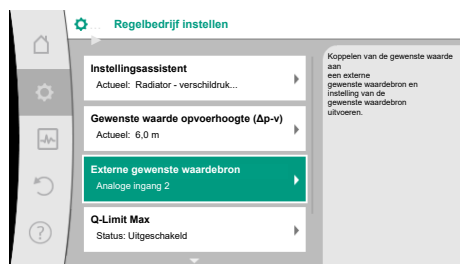 Regelbedrijf instellen
Instellingsassistent
Actueel: Radiator - verschildruk...
Gewenste waarde opvoerhoogte (Δp-v)
Actueel: 6,0 m
Externe gewenste waardebron
Analoge ingang 2
Q-Limit Max
Status: Uitgeschakeld
Koppelen van de gewenste waarde
aan
een externe
gewenste waardebron en
instelling van de
gewenste waardebron
uitvoeren.